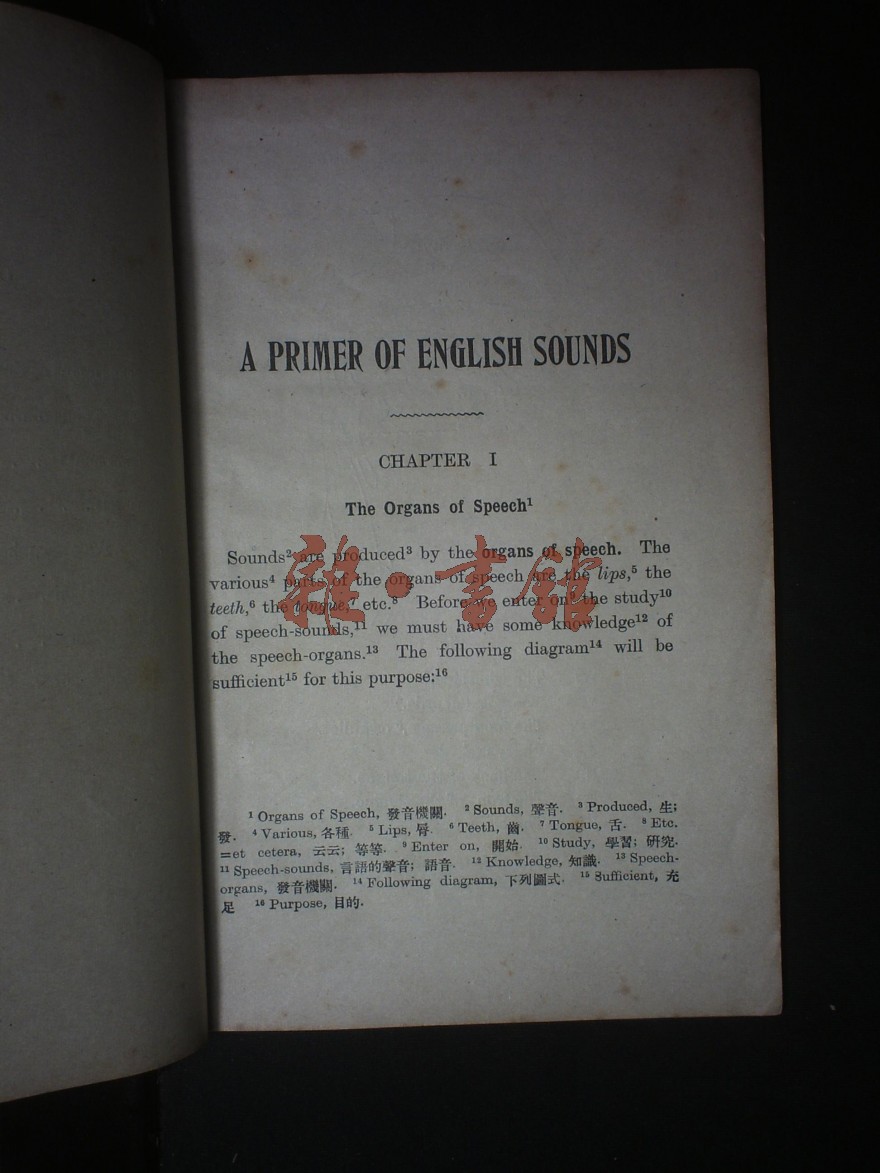 A PRIMER OF ENGLISH SOUNDS
CHAPTER I
The Organs of Speech¹
Sounds² are produced³ by the organs of speech. The
various⁴ parts of the organs of speech are the lips,⁵ the
teeth,⁶ the tongue,⁷ etc.⁸ Before we enter on⁹ the study¹⁰
of speech-sounds,¹¹ we must have some knowledge¹² of
the speech-organs.¹³ The following diagram¹⁴ will be
sufficient¹⁵ for this purpose:¹⁶
雜·書館
¹ Organs of Speech, 發音機關. ² Sounds, 聲音. ³ Produced, 生;
發. ⁴ Various, 各種. ⁵ Lips, 脣. ⁶ Teeth, 齒. ⁷ Tongue, 舌. ⁸ Etc.
=et cetera, 云云; 等等. ⁹ Enter on, 開始. ¹⁰ Study, 學習; 研究.
¹¹ Speech-sounds, 言語的聲音; 語音. ¹² Knowledge, 知識. ¹³ Speech-
organs, 發音機關. ¹⁴ Following diagram, 下列圖式. ¹⁵ Sufficient, 充
足 ¹⁶ Purpose, 目的.